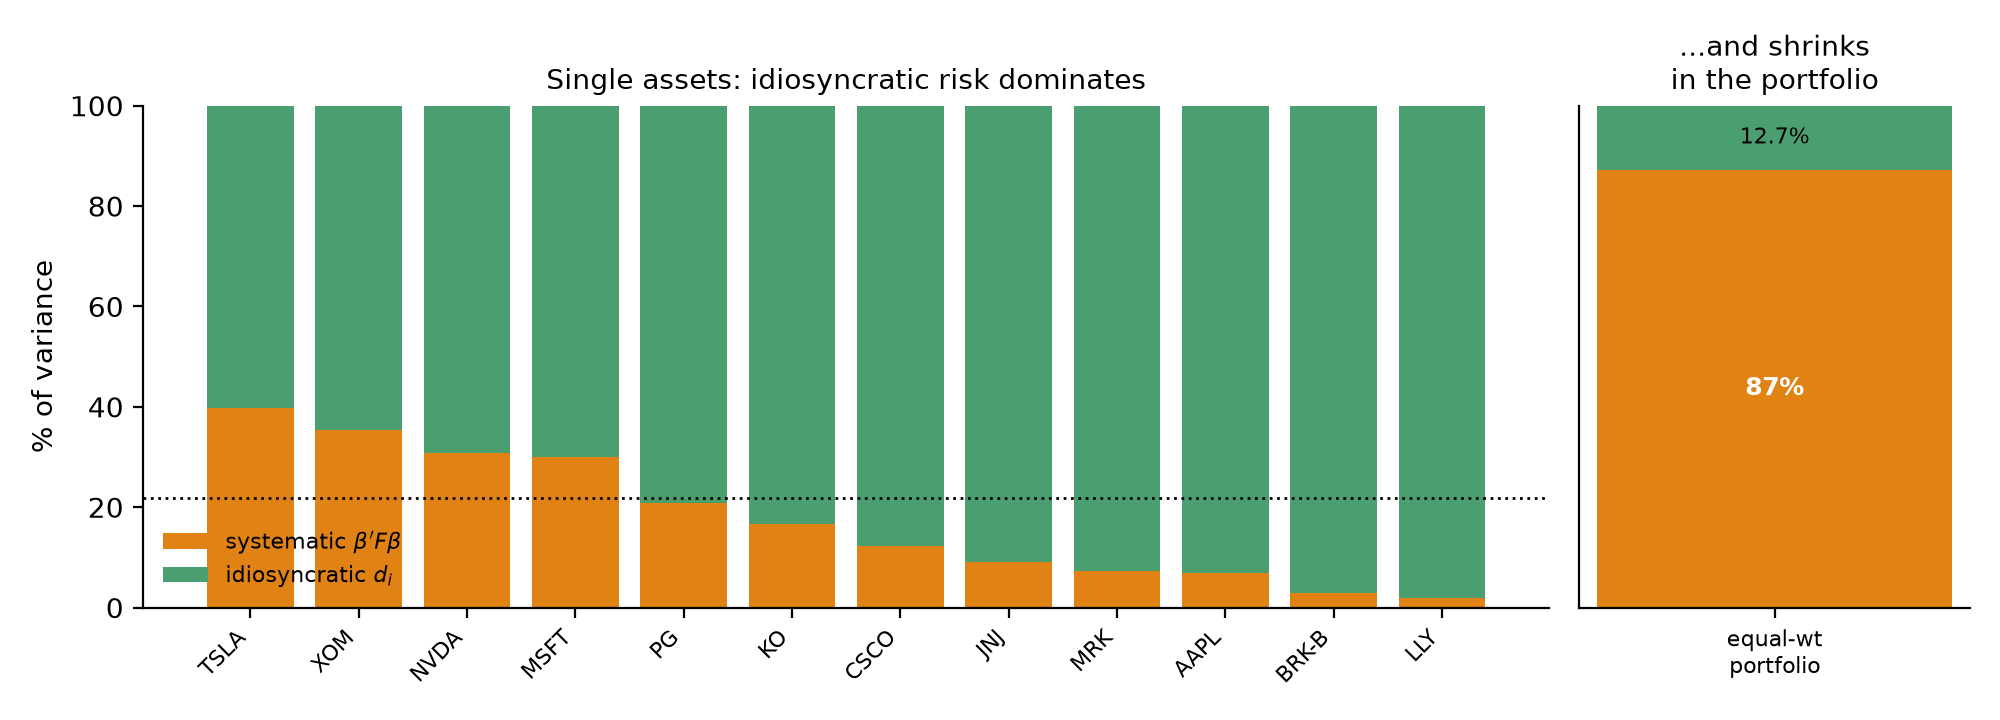 Single assets: idiosyncratic risk dominates
...and shrinks
in the portfolio
% of variance
100
80
60
40
20
0
systematic β′Fβ
idiosyncratic dᵢ
TSLA
XOM
NVDA
MSFT
PG
KO
CSCO
JNJ
MRK
AAPL
BRK-B
LLY
12.7%
87%
equal-wt
portfolio